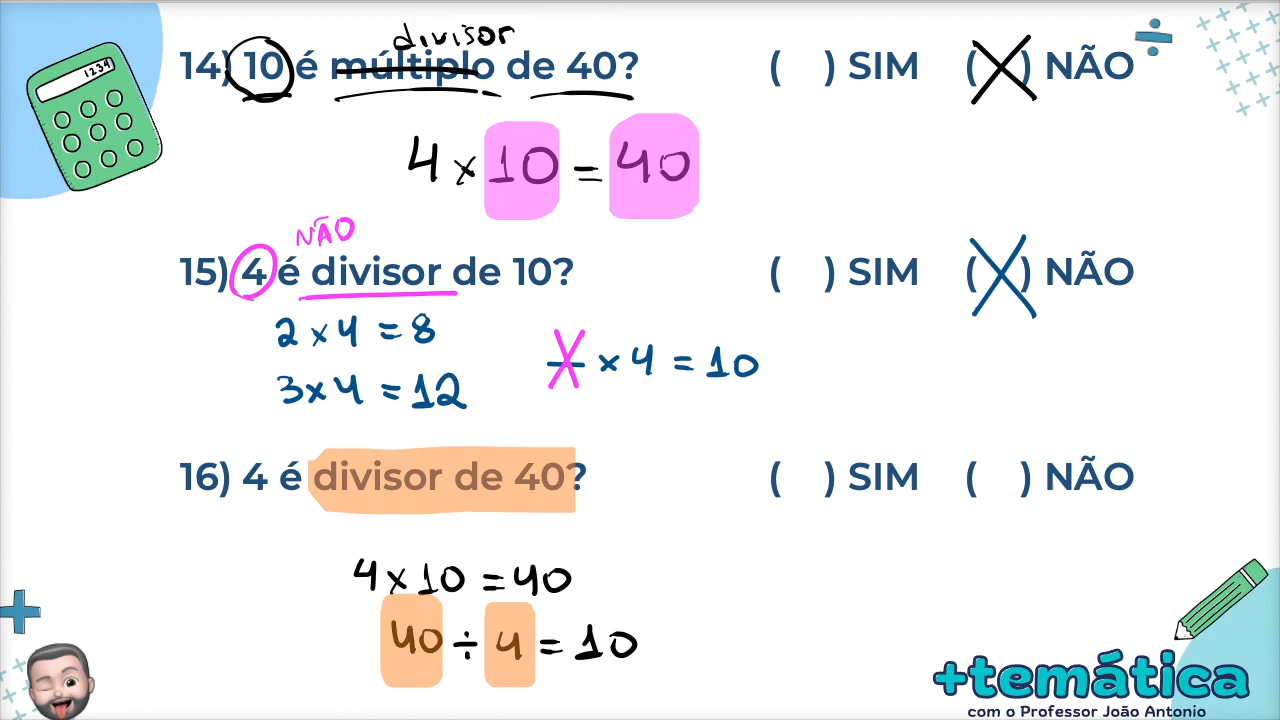 divisor
14) 10 é múltiplo de 40? ( ) SIM (X) NÃO
4 x 10 = 40
NÃO
15) 4 é divisor de 10? ( ) SIM (X) NÃO
2 x 4 = 8
3 x 4 = 12
x 4 = 10
16) 4 é divisor de 40? ( ) SIM ( ) NÃO
4 x 10 = 40
40 ÷ 4 = 10
+temática
com o Professor João Antonio
1234